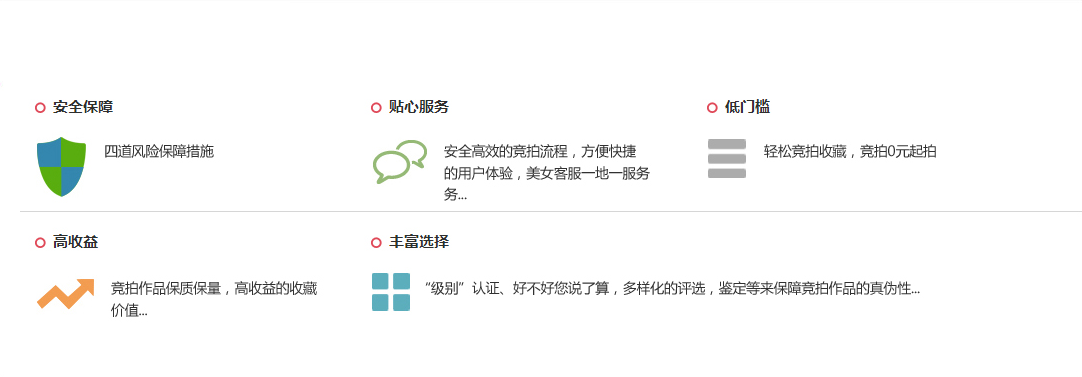 安全保障
贴心服务
低门槛
四道风险保障措施
安全高效的竞拍流程，方便快捷
的用户体验，美女客服一地一服务
务...
轻松竞拍收藏，竞拍0元起拍
高收益
丰富选择
竞拍作品保质保量，高收益的收藏
价值...
“级别”认证、好不好您说了算，多样化的评选，鉴定等来保障竞拍作品的真伪性...